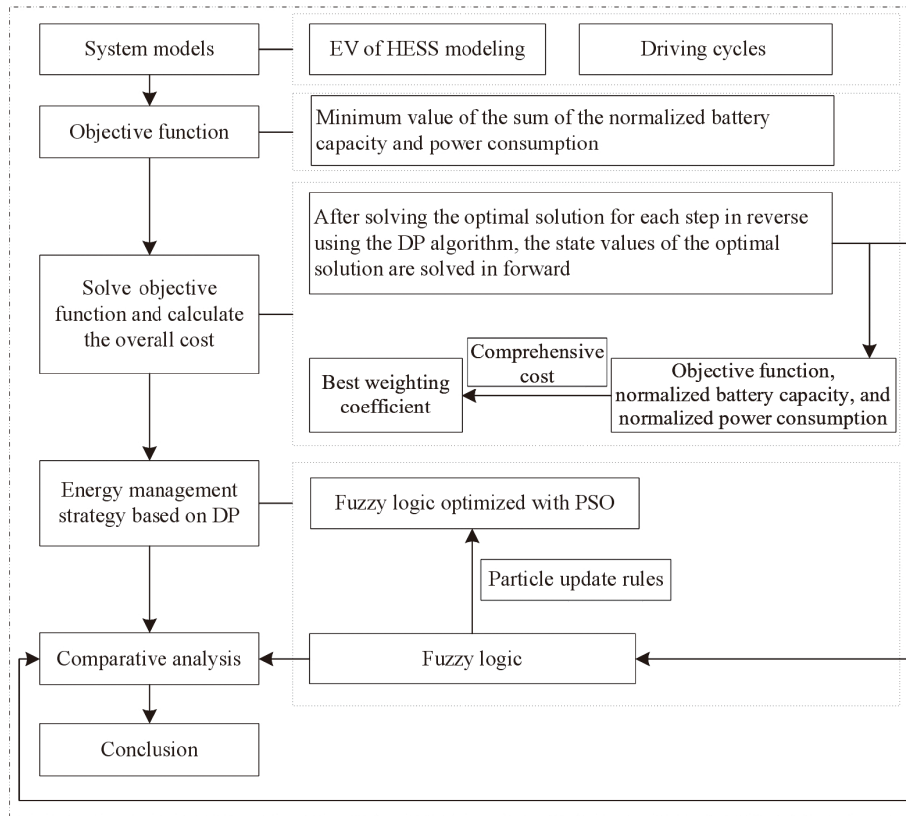 System models
EV of HESS modeling
Driving cycles
Objective function
Minimum value of the sum of the normalized battery
capacity and power consumption
After solving the optimal solution for each step in reverse
using the DP algorithm, the state values of the optimal
solution are solved in forward
Solve objective
function and calculate
the overall cost
Best weighting
coefficient
Comprehensive
cost
Objective function,
normalized battery capacity, and
normalized power consumption
Energy management
strategy based on DP
Fuzzy logic optimized with PSO
Particle update rules
Comparative analysis
Fuzzy logic
Conclusion